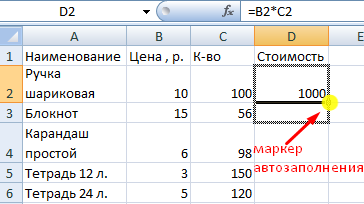 D2 fx =B2*C2
A B C D E
1 Наименование Цена , р. К-во Стоимость
Ручка
2 шариковая 10 100 1000
3 Блокнот 15 56
Карандаш
4 простой 6 98
5 Тетрадь 12 л. 3 150
6 Тетрадь 24 л. 5 120
маркер
автозаполнения